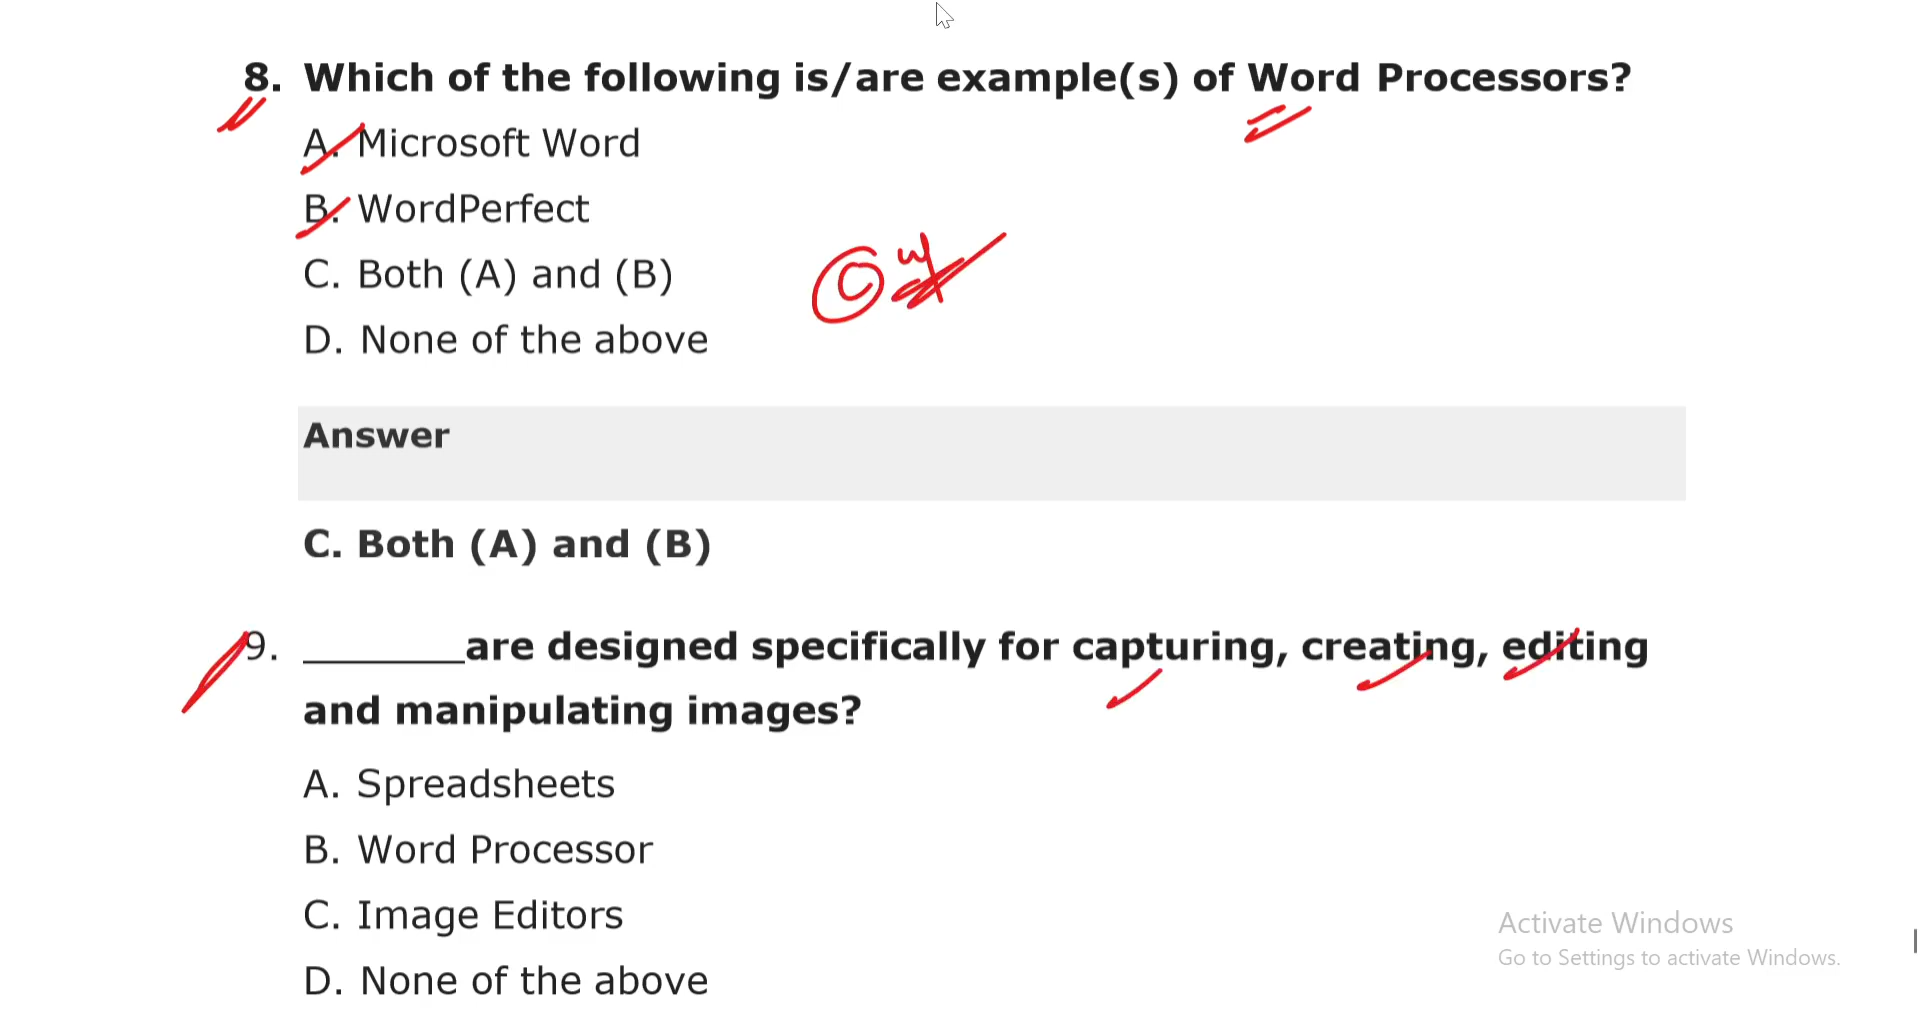 8. Which of the following is/are example(s) of Word Processors?
A. Microsoft Word
B. WordPerfect
C. Both (A) and (B)
D. None of the above
Answer
C. Both (A) and (B)
9. ________are designed specifically for capturing, creating, editing
and manipulating images?
A. Spreadsheets
B. Word Processor
C. Image Editors
D. None of the above
Activate Windows
Go to Settings to activate Windows.